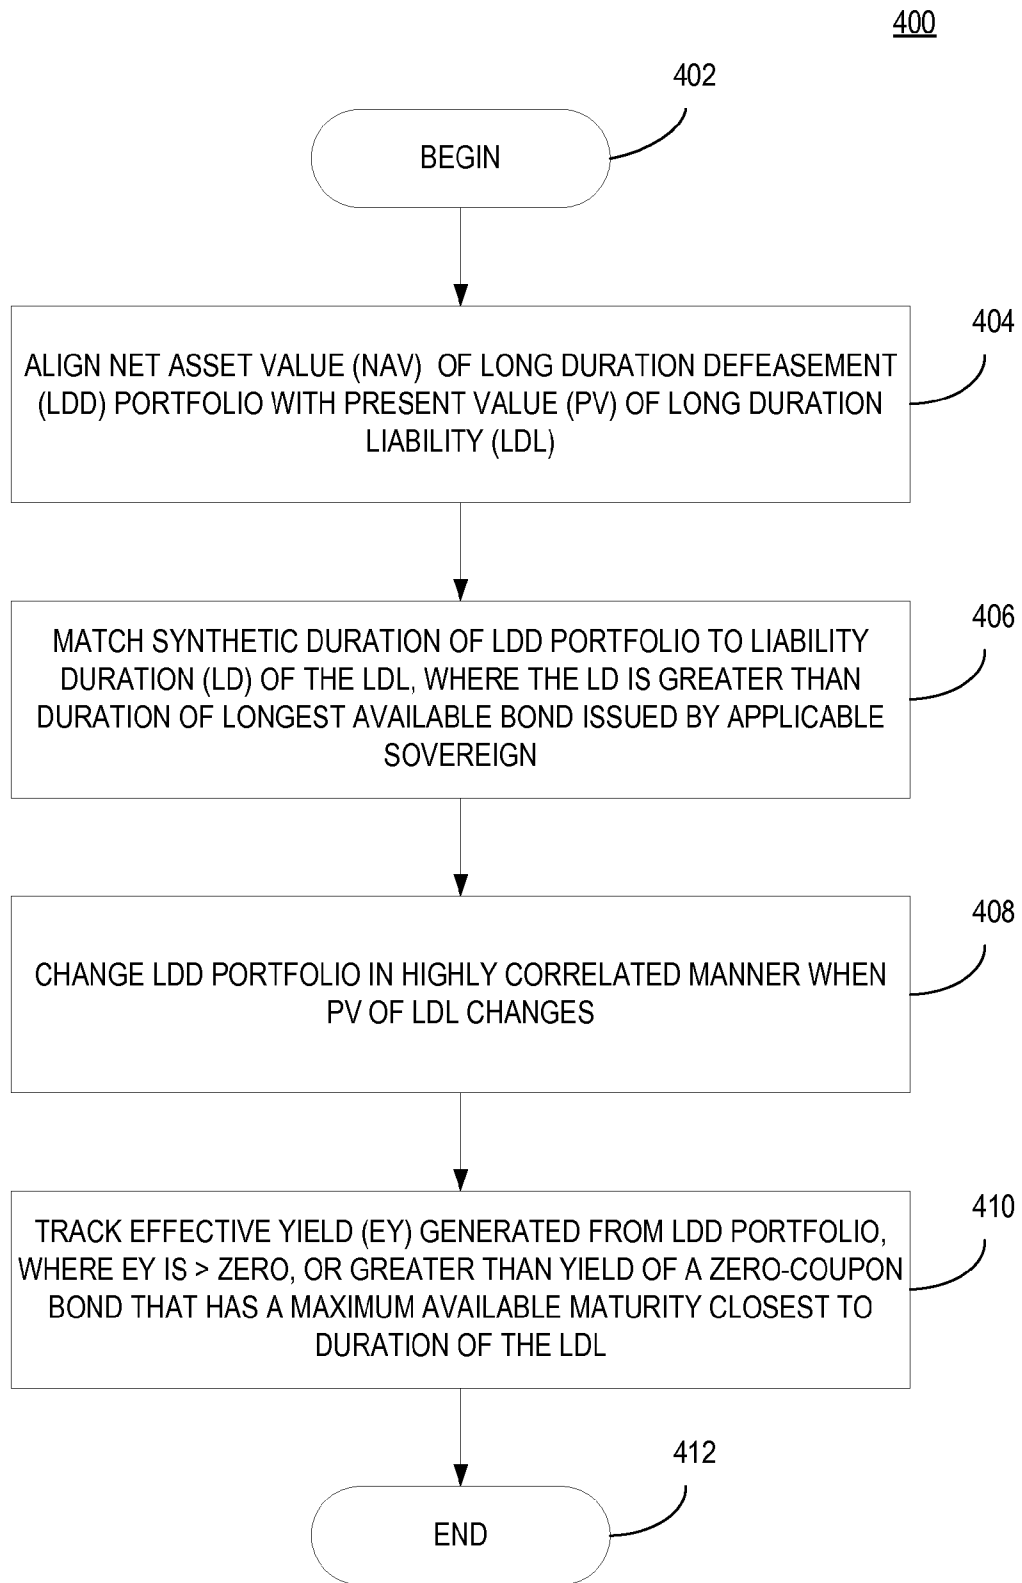 400
402
BEGIN
404
ALIGN NET ASSET VALUE (NAV) OF LONG DURATION DEFEASEMENT
(LDD) PORTFOLIO WITH PRESENT VALUE (PV) OF LONG DURATION
LIABILITY (LDL)
406
MATCH SYNTHETIC DURATION OF LDD PORTFOLIO TO LIABILITY
DURATION (LD) OF THE LDL, WHERE THE LD IS GREATER THAN
DURATION OF LONGEST AVAILABLE BOND ISSUED BY APPLICABLE
SOVEREIGN
408
CHANGE LDD PORTFOLIO IN HIGHLY CORRELATED MANNER WHEN
PV OF LDL CHANGES
410
TRACK EFFECTIVE YIELD (EY) GENERATED FROM LDD PORTFOLIO,
WHERE EY IS > ZERO, OR GREATER THAN YIELD OF A ZERO-COUPON
BOND THAT HAS A MAXIMUM AVAILABLE MATURITY CLOSEST TO
DURATION OF THE LDL
412
END